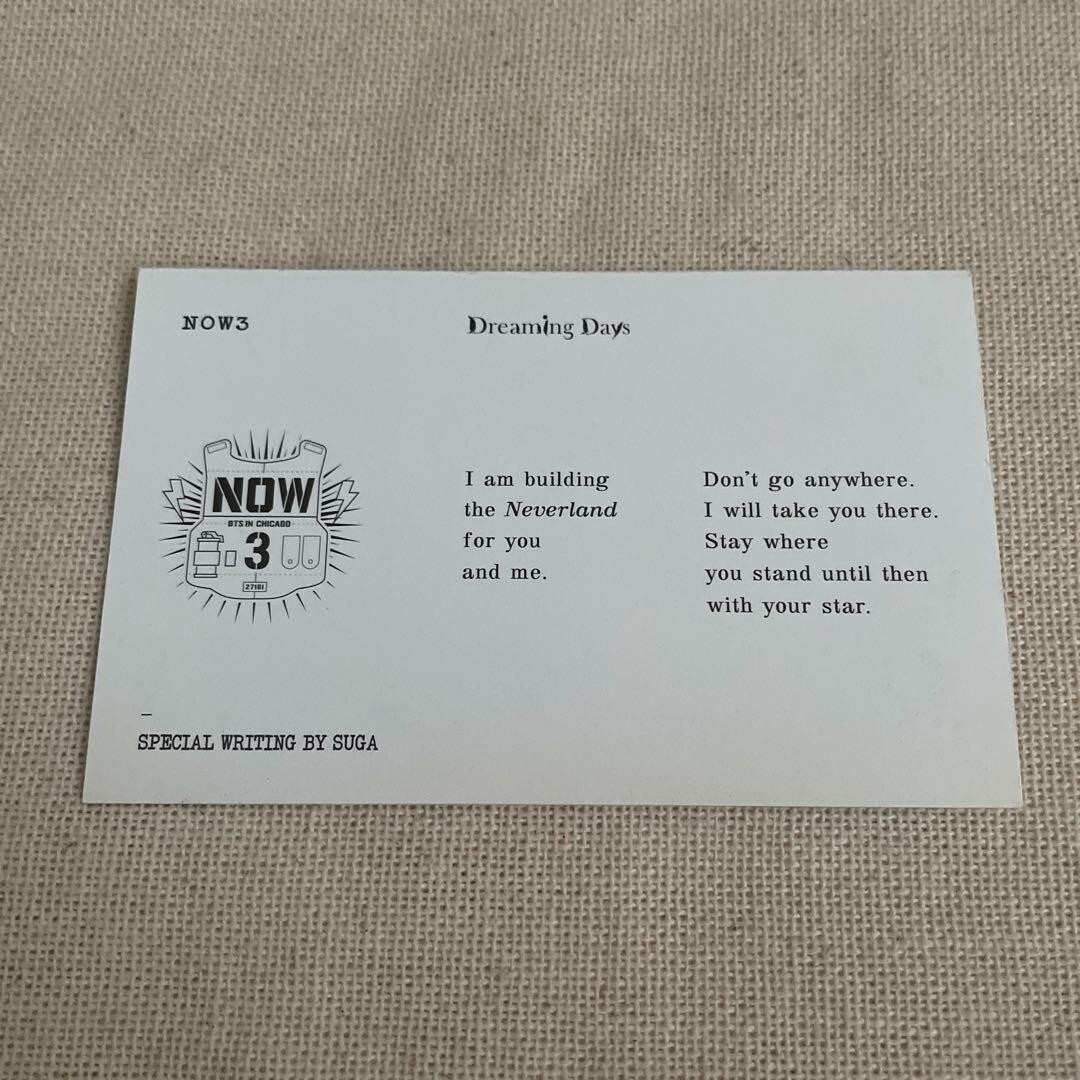 NOW3
Dreaming Days
NOW
BTS IN CHICAGO
3
27181
I am building
the Neverland
for you
and me.
Don't go anywhere.
I will take you there.
Stay where
you stand until then
with your star.
–
SPECIAL WRITING BY SUGA